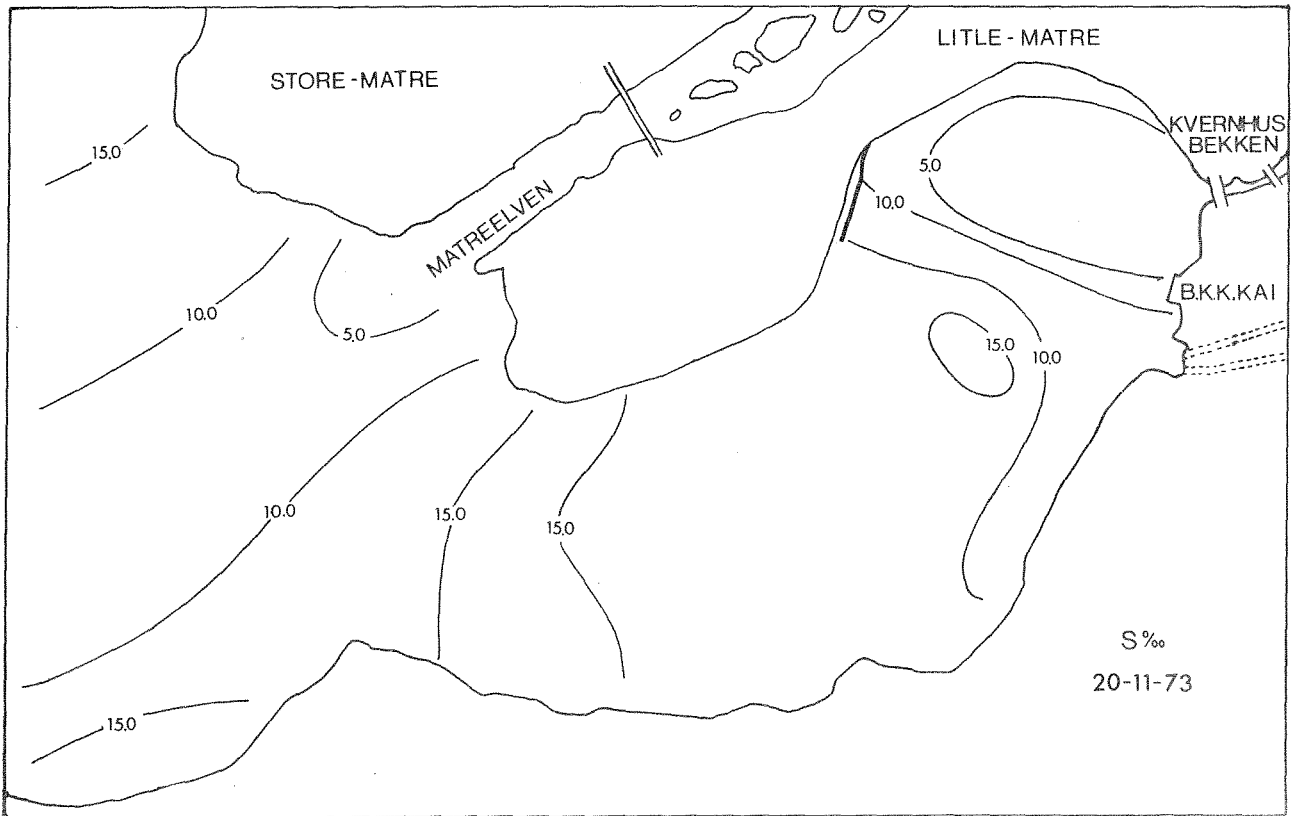 LITLE-MATRE
STORE-MATRE
KVERNHUS
BEKKEN
15.0
5.0
10.0
MATREELVEN
B.K.K.KAI
10.0
5.0
15.0
10.0
10.0
15.0
15.0
S‰
20-11-73
15.0